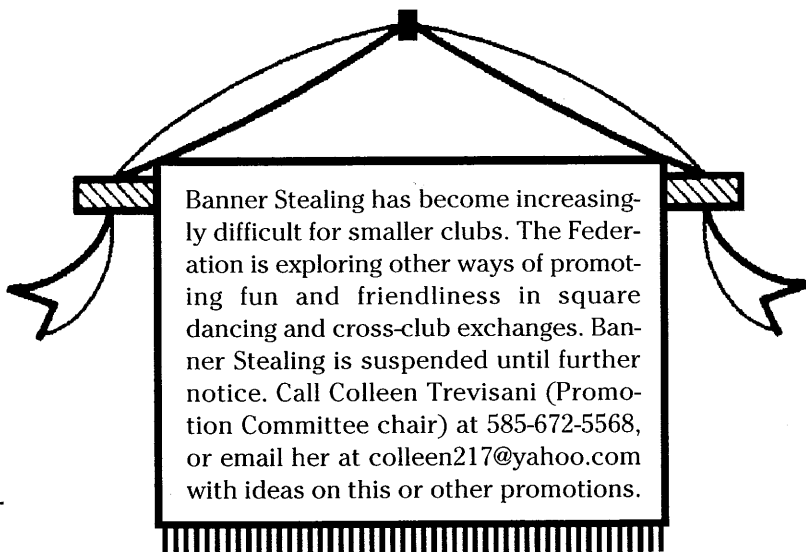 Banner Stealing has become increasing-
ly difficult for smaller clubs. The Feder-
ation is exploring other ways of promot-
ing fun and friendliness in square
dancing and cross-club exchanges. Ban-
ner Stealing is suspended until further
notice. Call Colleen Trevisani (Promo-
tion Committee chair) at 585-672-5568,
or email her at colleen217@yahoo.com
with ideas on this or other promotions.